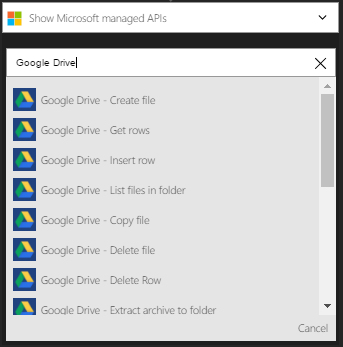 Show Microsoft managed APIs
Google Drive
Google Drive - Create file
Google Drive - Get rows
Google Drive - Insert row
Google Drive - List files in folder
Google Drive - Copy file
Google Drive - Delete file
Google Drive - Delete Row
Google Drive - Extract archive to folder
Cancel